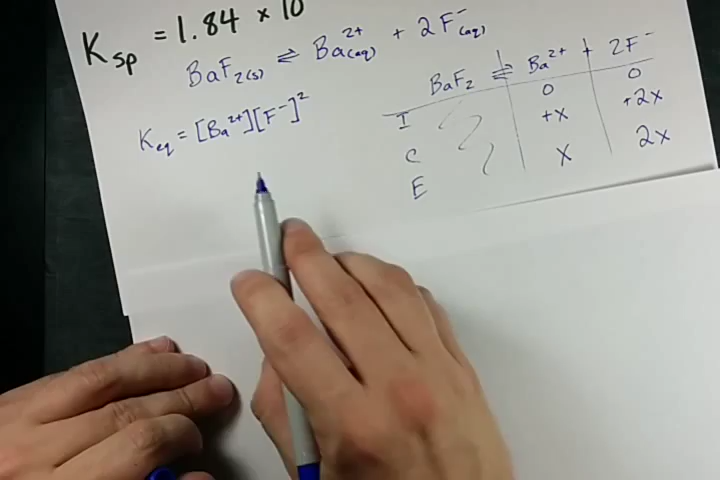 Ksp = 1.84 × 10
BaF₂(s) ⇌ Ba²⁺(aq) + 2F⁻(aq)
Keq = [Ba²⁺][F⁻]²
BaF₂ ⇌ Ba²⁺ + 2F⁻
I 0 0
C +x +2x
E x 2x